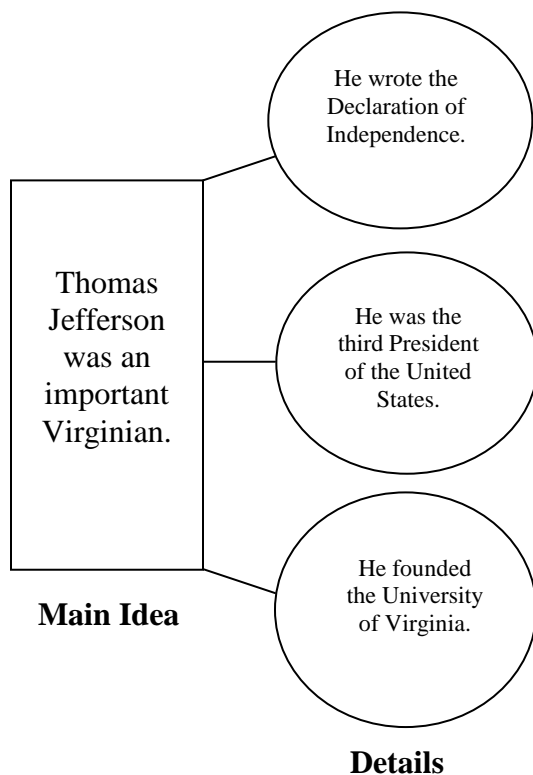 He wrote the
Declaration of
Independence.
Thomas
Jefferson
was an
important
Virginian.
He was the
third President
of the United
States.
He founded
the University
of Virginia.
Main Idea
Details